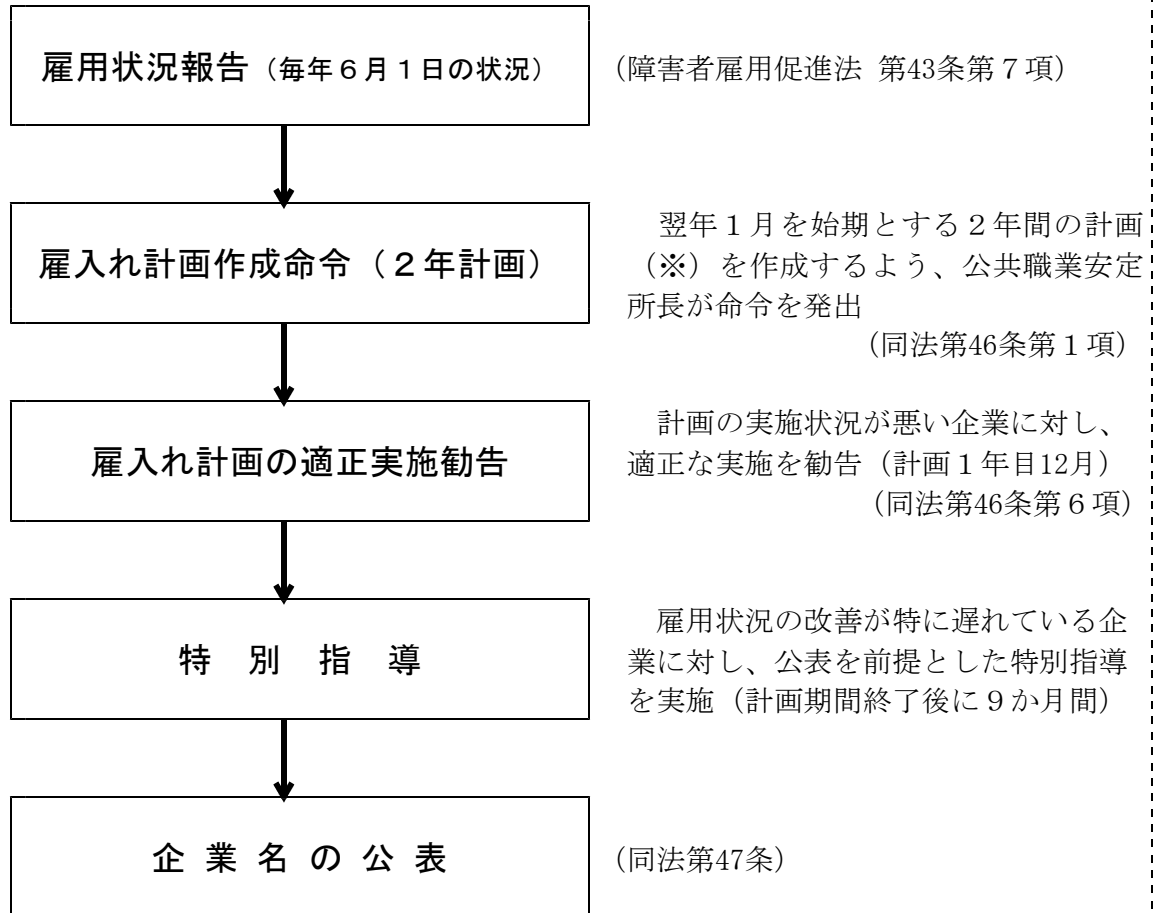 雇用状況報告（毎年６月１日の状況）
（障害者雇用促進法 第43条第７項）
雇入れ計画作成命令（２年計画）
翌年１月を始期とする２年間の計画
（※）を作成するよう、公共職業安定
所長が命令を発出
（同法第46条第１項）
雇入れ計画の適正実施勧告
計画の実施状況が悪い企業に対し、
適正な実施を勧告（計画１年目12月）
（同法第46条第６項）
特 別 指 導
雇用状況の改善が特に遅れている企
業に対し、公表を前提とした特別指導
を実施（計画期間終了後に９か月間）
企 業 名 の 公 表
（同法第47条）